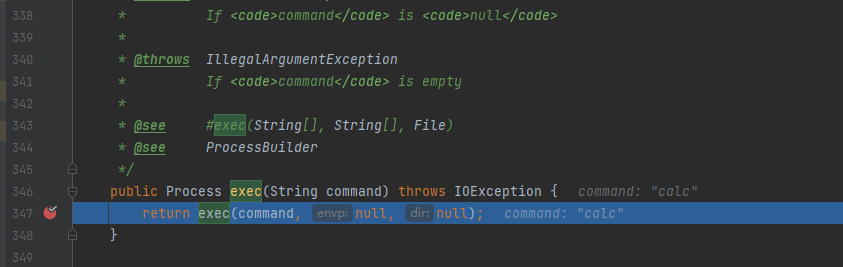 338 *          If <code>command</code> is <code>null</code>
339 *
340 * @throws  IllegalArgumentException
341 *          If <code>command</code> is empty
342 *
343 * @see     #exec(String[], String[], File)
344 * @see     ProcessBuilder
345 */
346 public Process exec(String command) throws IOException {   command: "calc"
347 return exec(command, envp: null, dir: null);   command: "calc"
348 }
349